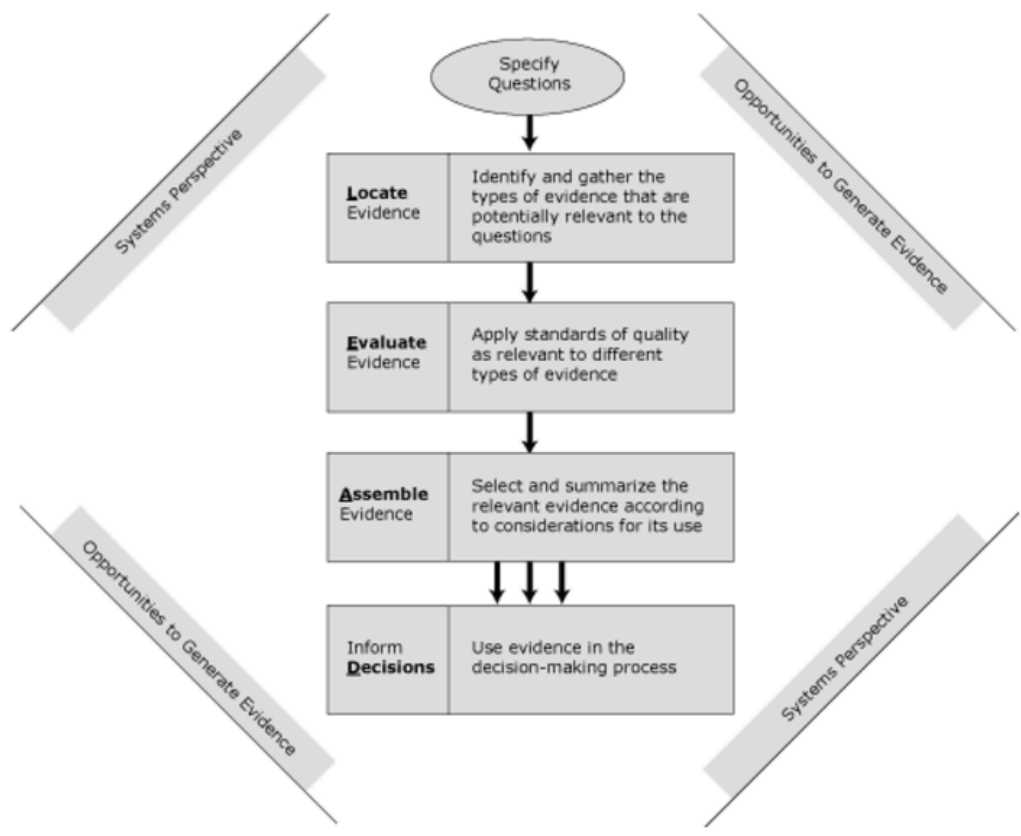 Specify
Questions
Systems Perspective
Opportunities to Generate Evidence
Locate
Evidence
Identify and gather the
types of evidence that are
potentially relevant to the
questions
Evaluate
Evidence
Apply standards of quality
as relevant to different
types of evidence
Assemble
Evidence
Select and summarize the
relevant evidence according
to considerations for its use
Inform
Decisions
Use evidence in the
decision-making process
Opportunities to Generate Evidence
Systems Perspective